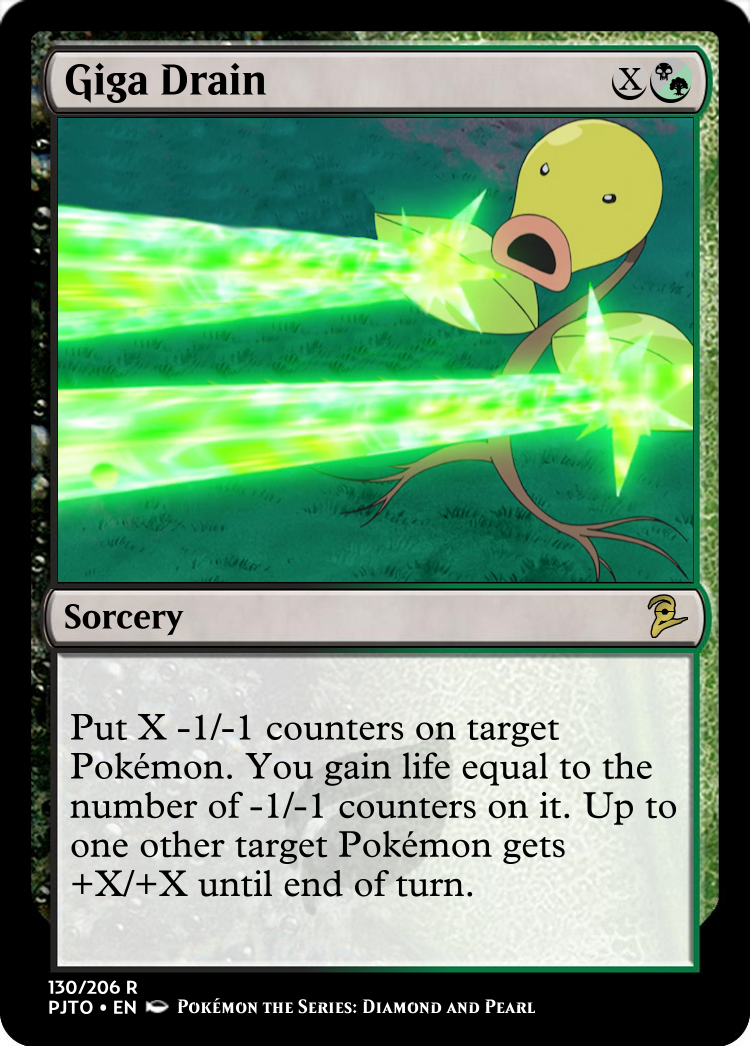 Giga Drain X
Sorcery
Put X -1/-1 counters on target
Pokémon. You gain life equal to the
number of -1/-1 counters on it. Up to
one other target Pokémon gets
+X/+X until end of turn.
130/206 R
PJTO • EN Pokémon the Series: Diamond and Pearl